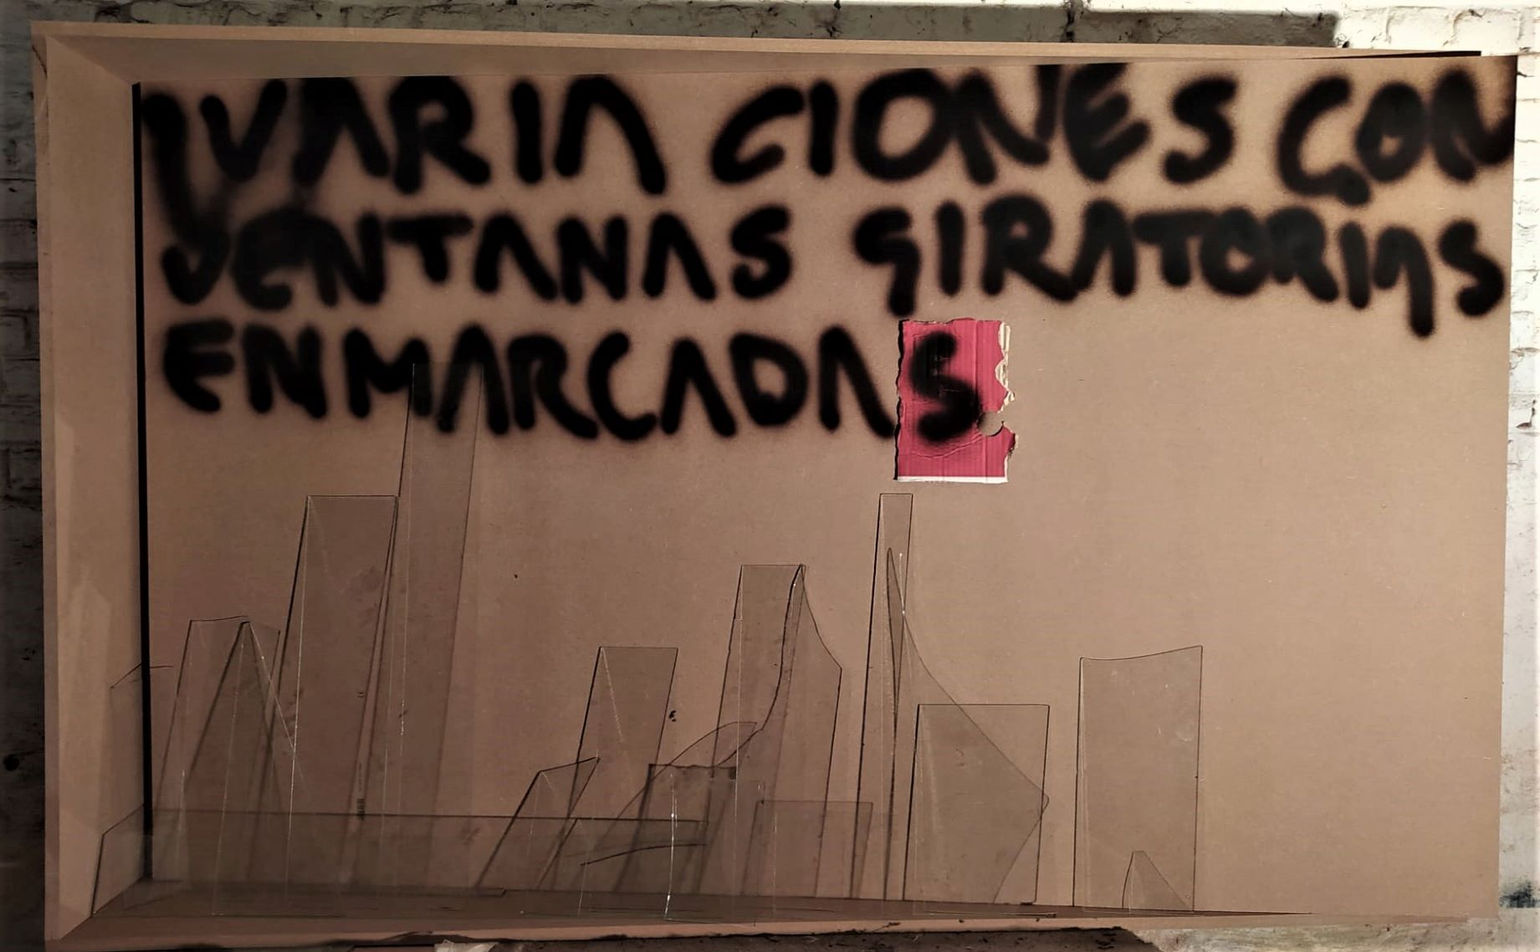 VARIACIONES CON
VENTANAS GIRATORIAS
ENMARCADAS